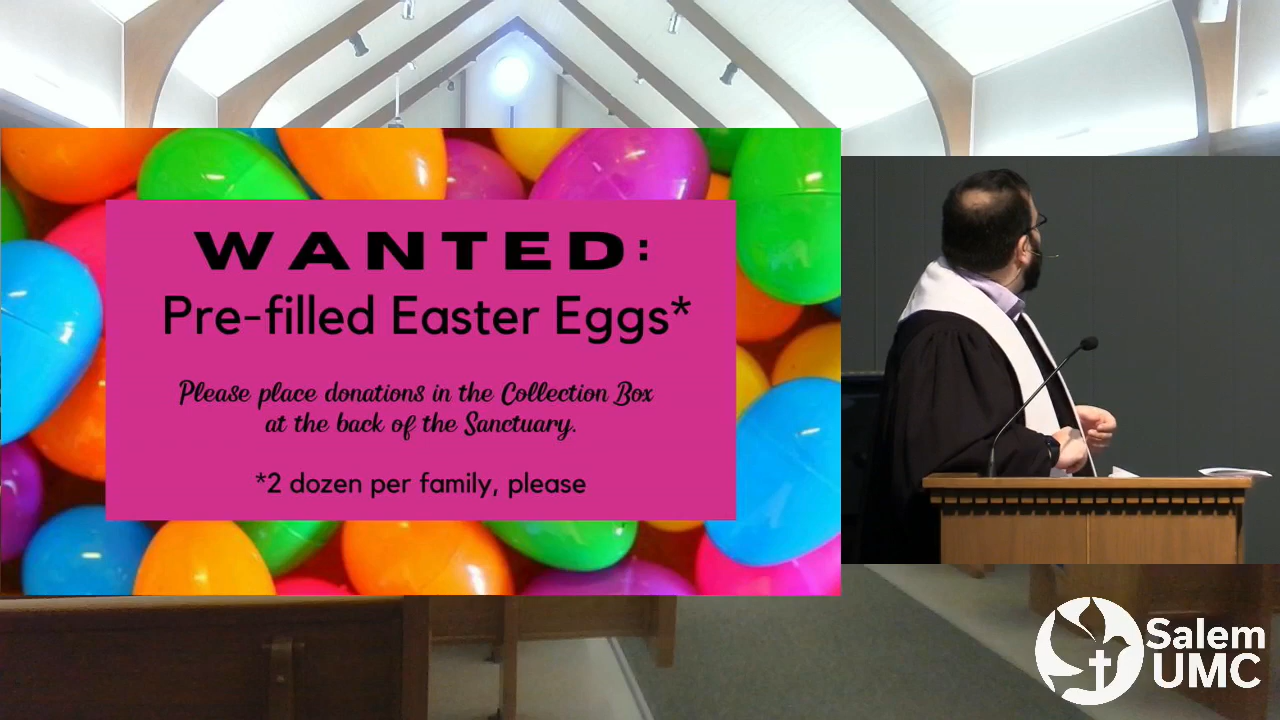 WANTED:
Pre-filled Easter Eggs*
Please place donations in the Collection Box
at the back of the Sanctuary.
*2 dozen per family, please
Salem
UMC